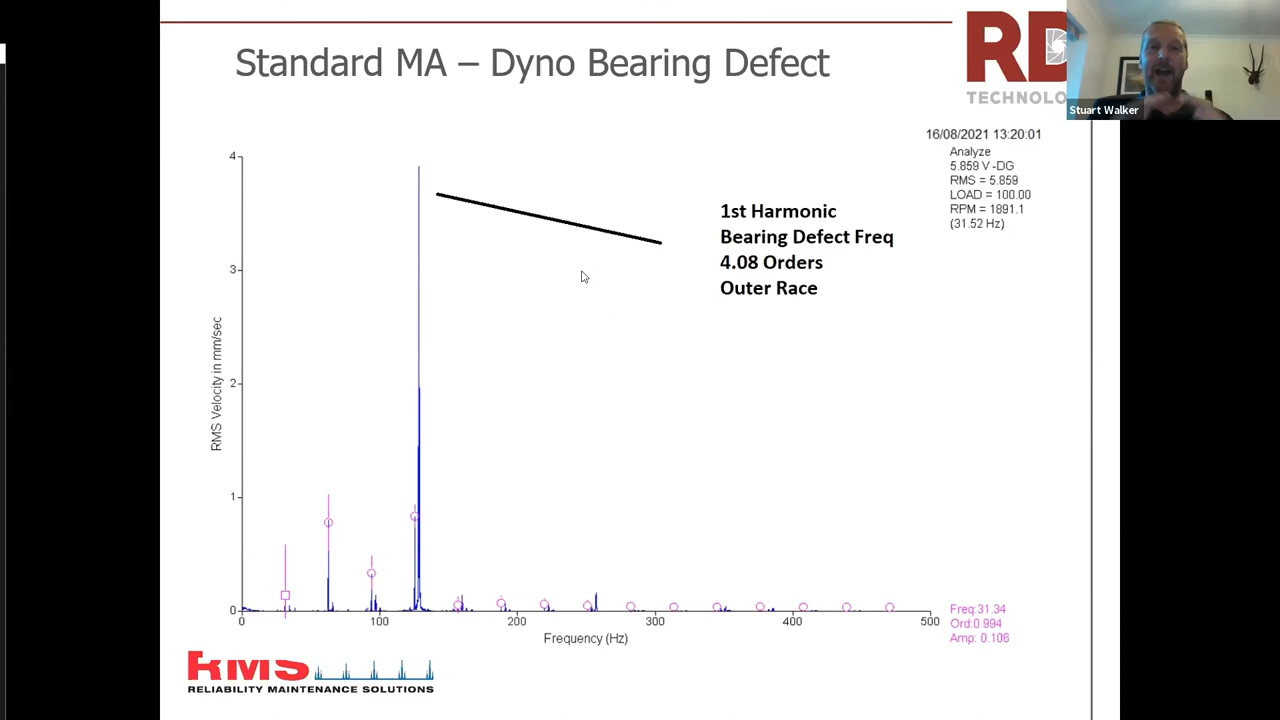 Standard MA – Dyno Bearing Defect
RD
TECHNOLO
Stuart Walker
16/08/2021 13:20:01
Analyze
5.859 V -DG
RMS = 5.859
LOAD = 100.00
RPM = 1891.1
(31.52 Hz)
1st Harmonic
Bearing Defect Freq
4.08 Orders
Outer Race
RMS Velocity in mm/sec
4
3
2
1
0
0 100 200 300 400 500
Frequency (Hz)
Freq:31.34
Ord:0.994
Amp: 0.106
RMS
RELIABILITY MAINTENANCE SOLUTIONS